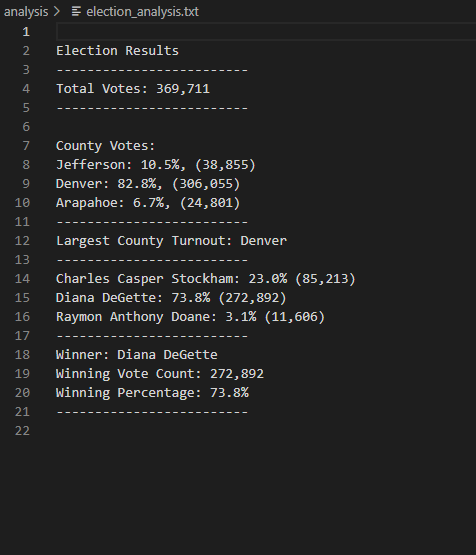 analysis > election_analysis.txt
1
2 Election Results
3 -------------------------
4 Total Votes: 369,711
5 -------------------------
6
7 County Votes:
8 Jefferson: 10.5%, (38,855)
9 Denver: 82.8%, (306,055)
10 Arapahoe: 6.7%, (24,801)
11 -------------------------
12 Largest County Turnout: Denver
13 -------------------------
14 Charles Casper Stockham: 23.0% (85,213)
15 Diana DeGette: 73.8% (272,892)
16 Raymon Anthony Doane: 3.1% (11,606)
17 -------------------------
18 Winner: Diana DeGette
19 Winning Vote Count: 272,892
20 Winning Percentage: 73.8%
21 -------------------------
22